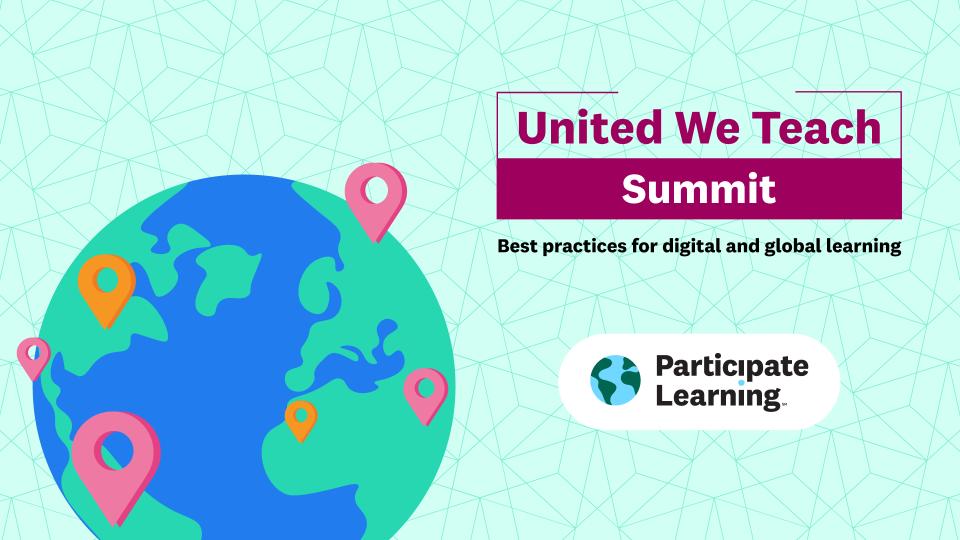 United We Teach
Summit
Best practices for digital and global learning
Participate
Learning